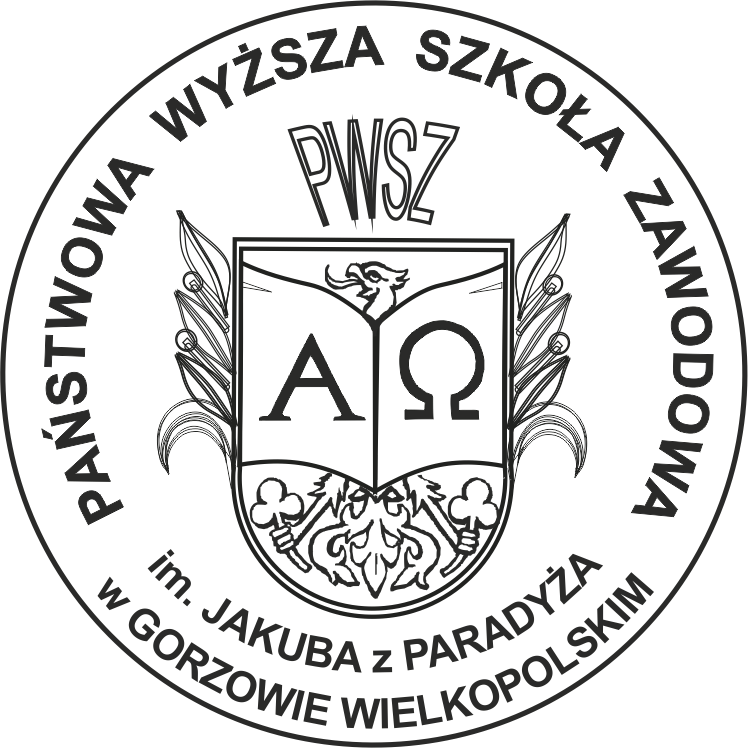 PAŃSTWOWA WYŻSZA SZKOŁA ZAWODOWA
PWSZ
Α Ω
im. JAKUBA z PARADYŻA
w GORZOWIE WIELKOPOLSKIM